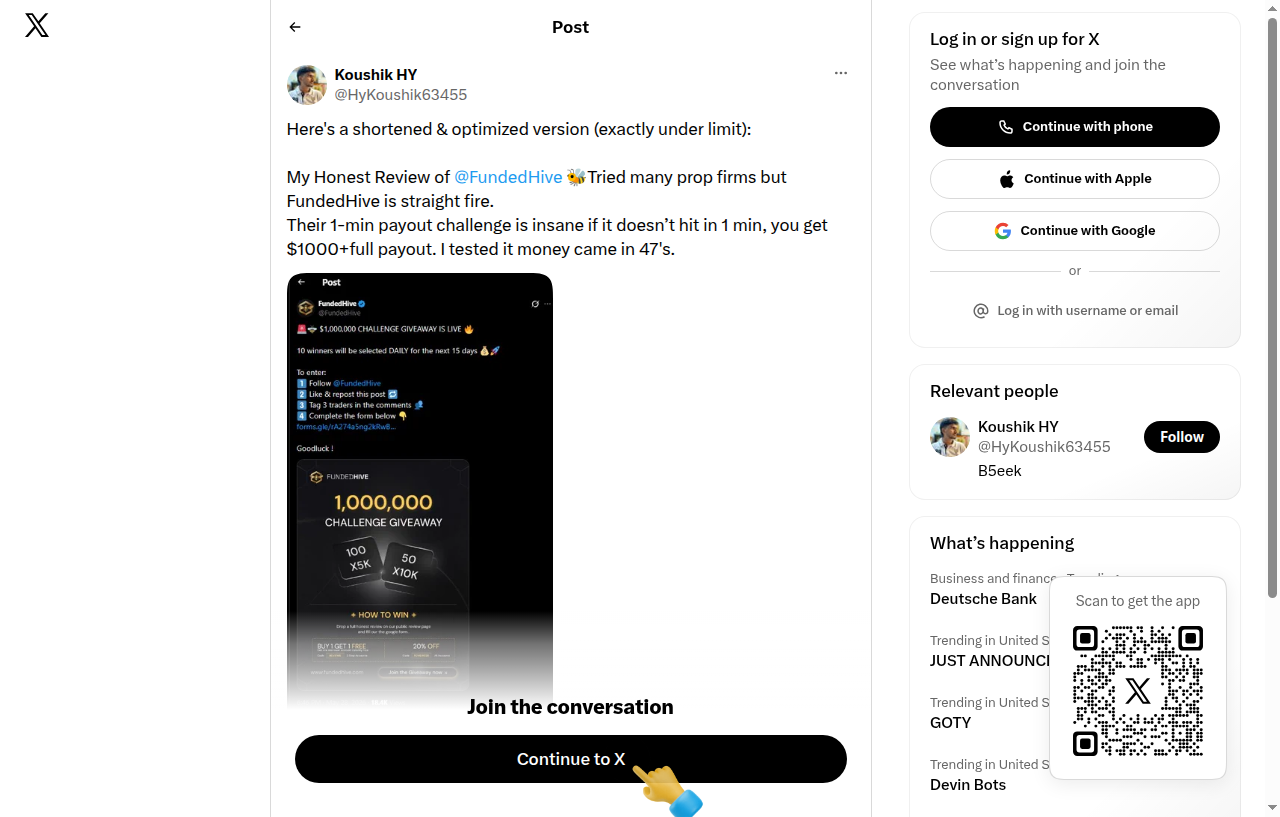 Post
Koushik HY
@HyKoushik63455
Here's a shortened & optimized version (exactly under limit):
My Honest Review of @FundedHive 🐝Tried many prop firms but
FundedHive is straight fire.
Their 1-min payout challenge is insane if it doesn’t hit in 1 min, you get
$1000+full payout. I tested it money came in 47's.
Post
FundedHive
@FundedHive
🚨 $1,000,000 CHALLENGE GIVEAWAY IS LIVE 🔥
10 winners will be selected DAILY for the next 15 days 💰🚀
To enter:
1 Follow @FundedHive
2 Like & repost this post 🔁
3 Tag 3 traders in the comments 👥
4 Complete the form below 👇
Goodluck !
FUNDEDHIVE
1,000,000
CHALLENGE GIVEAWAY
100
X5K
50
X10K
HOW TO WIN
BUY 1 GET 1 FREE
20% OFF
Join the conversation
Continue to X
Log in or sign up for X
See what’s happening and join the
conversation
Continue with phone
Continue with Apple
Continue with Google
or
Log in with username or email
Relevant people
Koushik HY
@HyKoushik63455
Follow
B5eek
What’s happening
Business and finance
Deutsche Bank
Trending in United S
JUST ANNOUNC
Trending in United S
GOTY
Trending in United S
Devin Bots
Scan to get the app